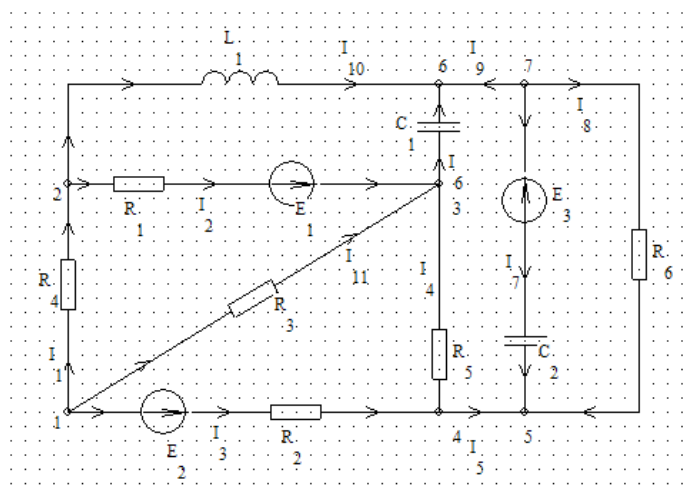 L 1
I 10
6
I 9
7
I 8
C 1
I 6
3
2
R 1
I 2
E 1
E 3
R 6
R 4
I 11
R 3
I 4
I 7
I 1
R 5
C 2
1
E 2
I 3
R 2
4
I 5
5